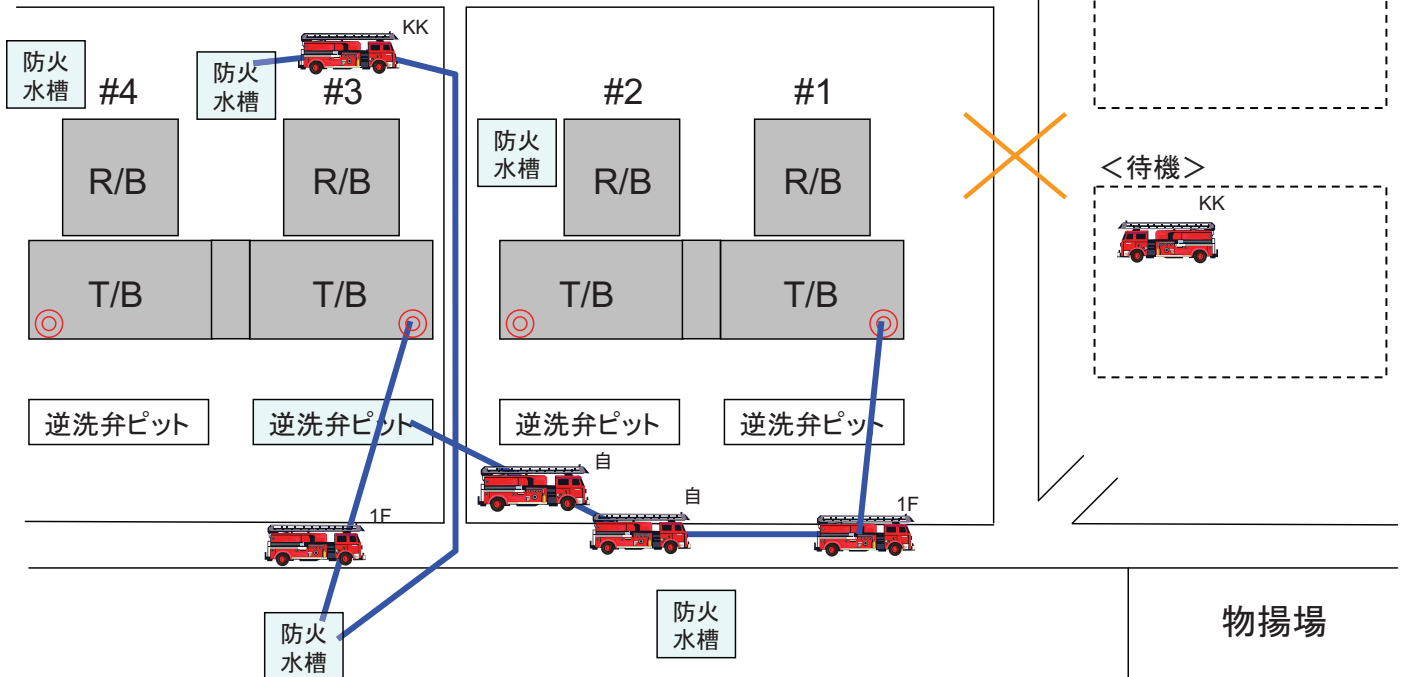 KK
防火
水槽
#4
防火
水槽
#3
#2
#1
防火
水槽
R/B
R/B
R/B
R/B
<待機>
KK
T/B
T/B
T/B
T/B
逆洗弁ピット
逆洗弁ピット
逆洗弁ピット
逆洗弁ピット
自
自
1F
1F
防火
水槽
防火
水槽
物揚場